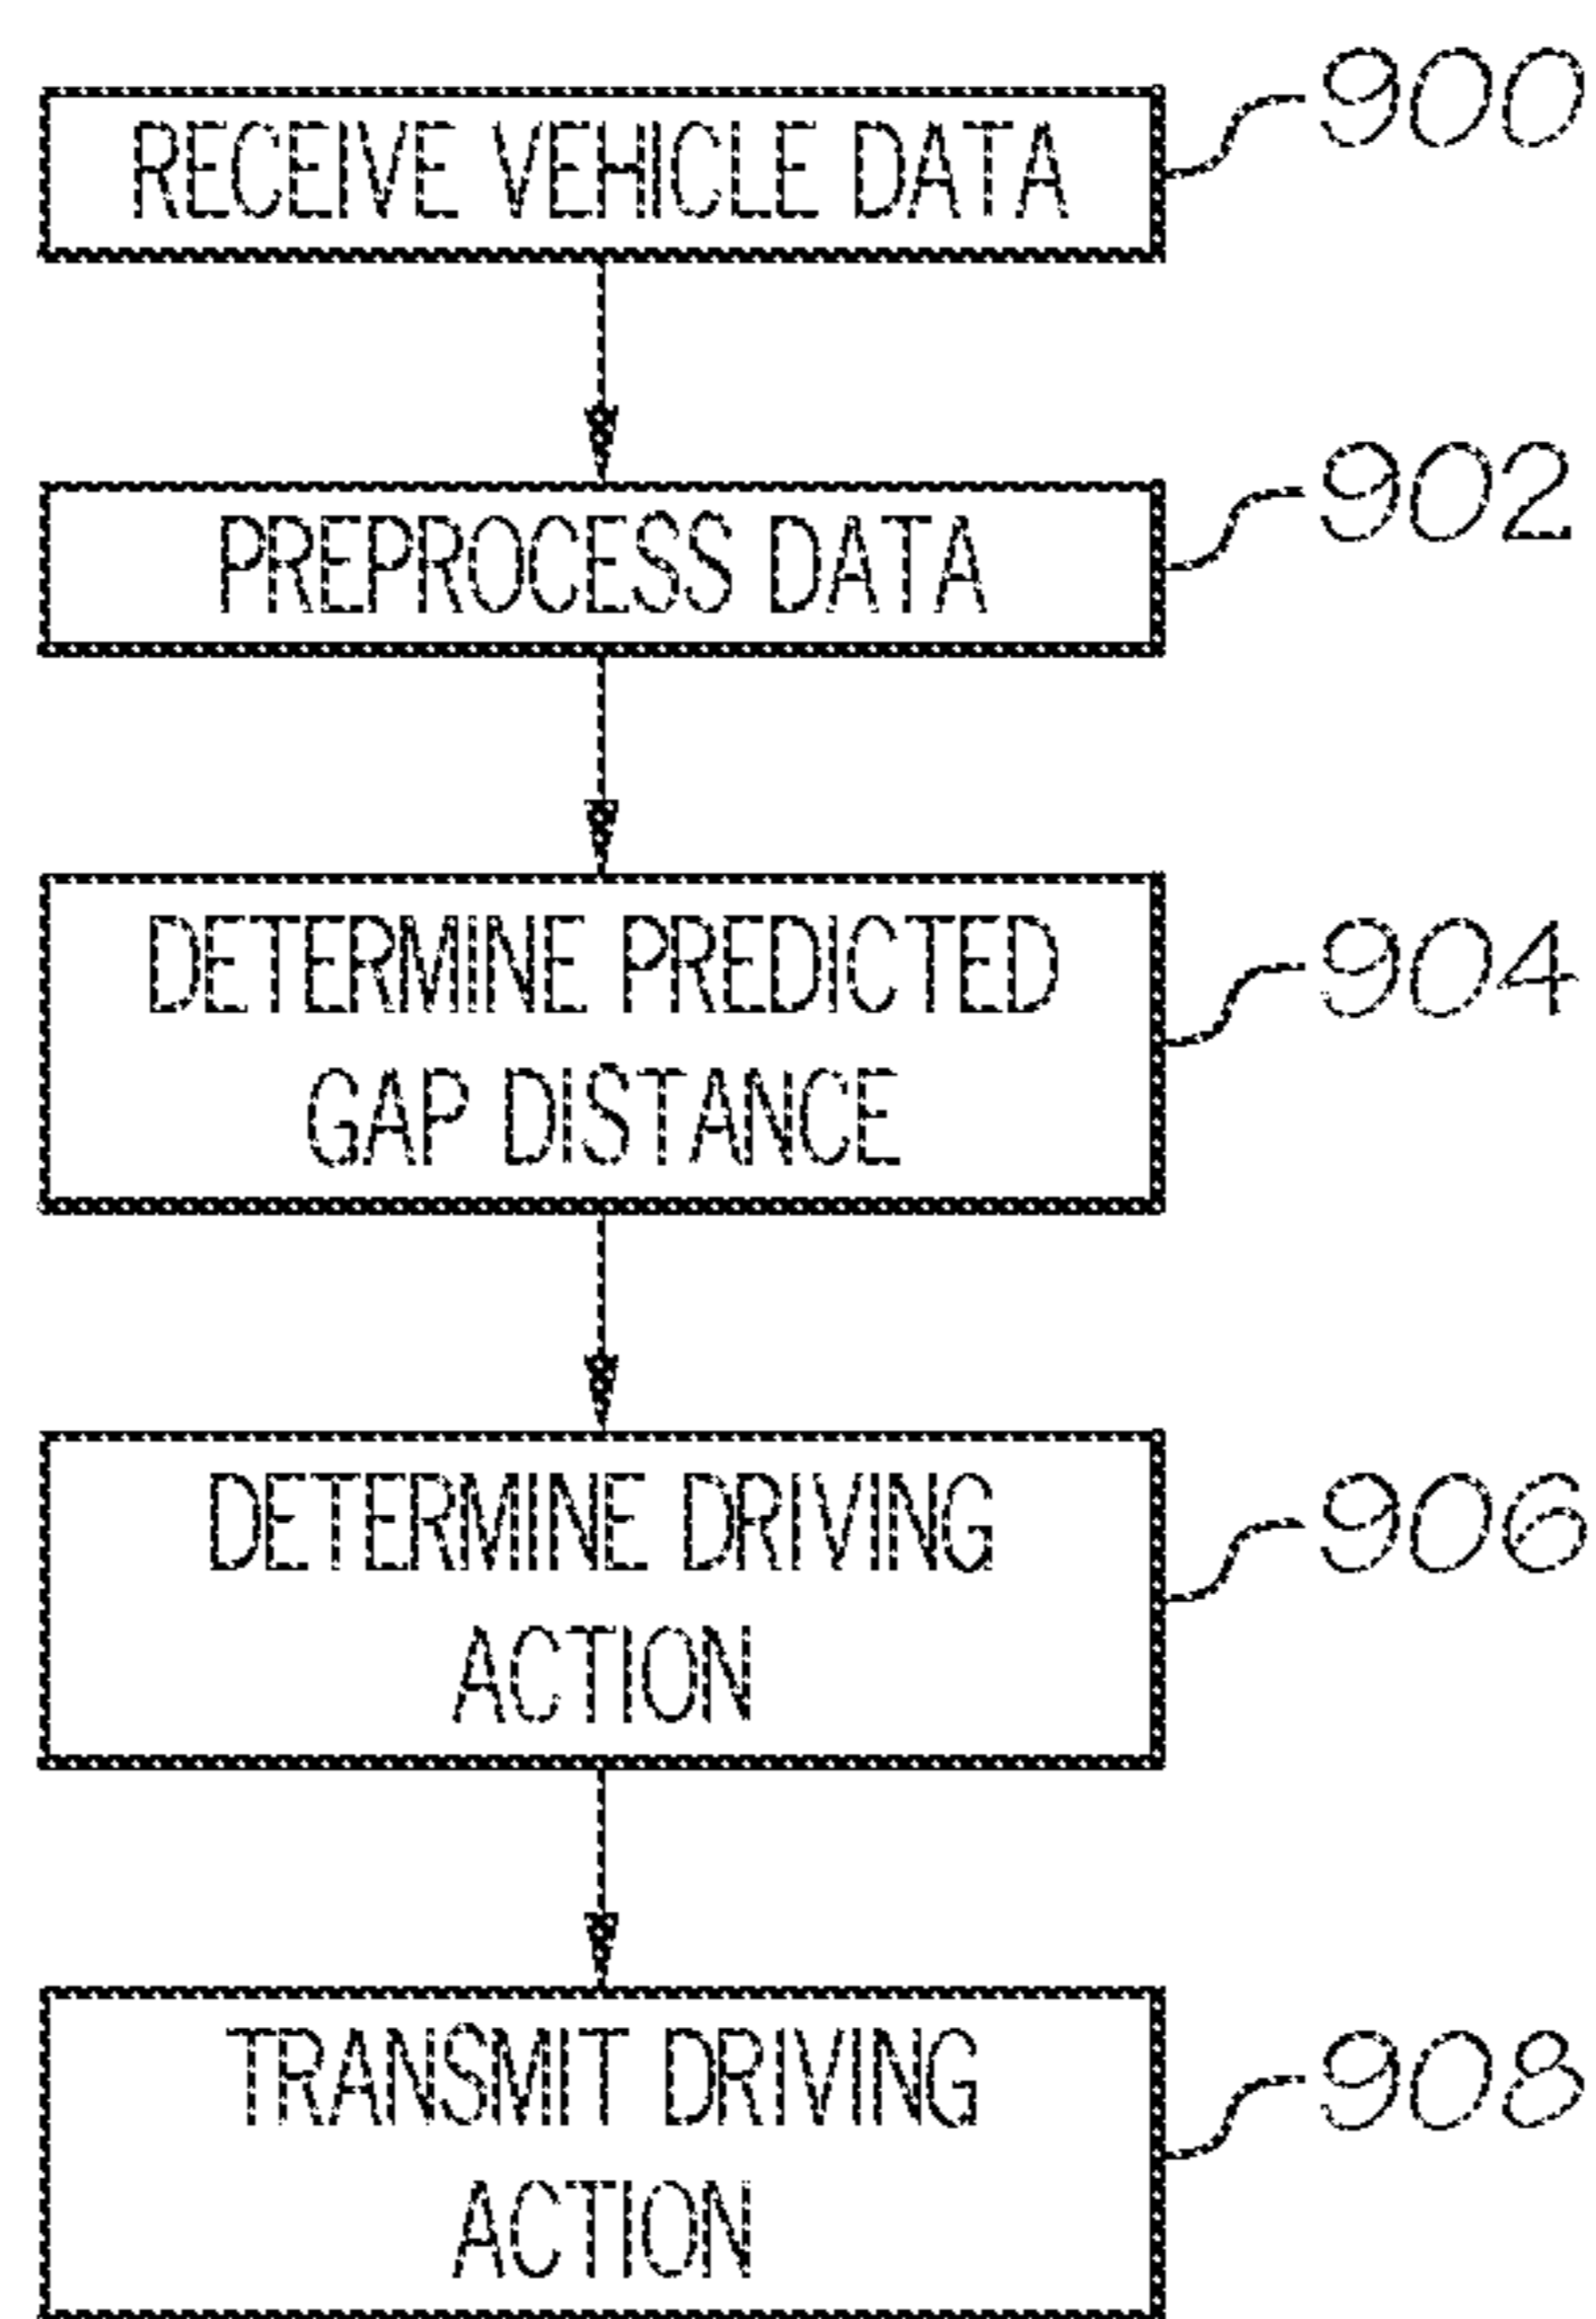 RECEIVE VEHICLE DATA
900
PREPROCESS DATA
902
DETERMINE PREDICTED
GAP DISTANCE
904
DETERMINE DRIVING
ACTION
906
TRANSMIT DRIVING
ACTION
908